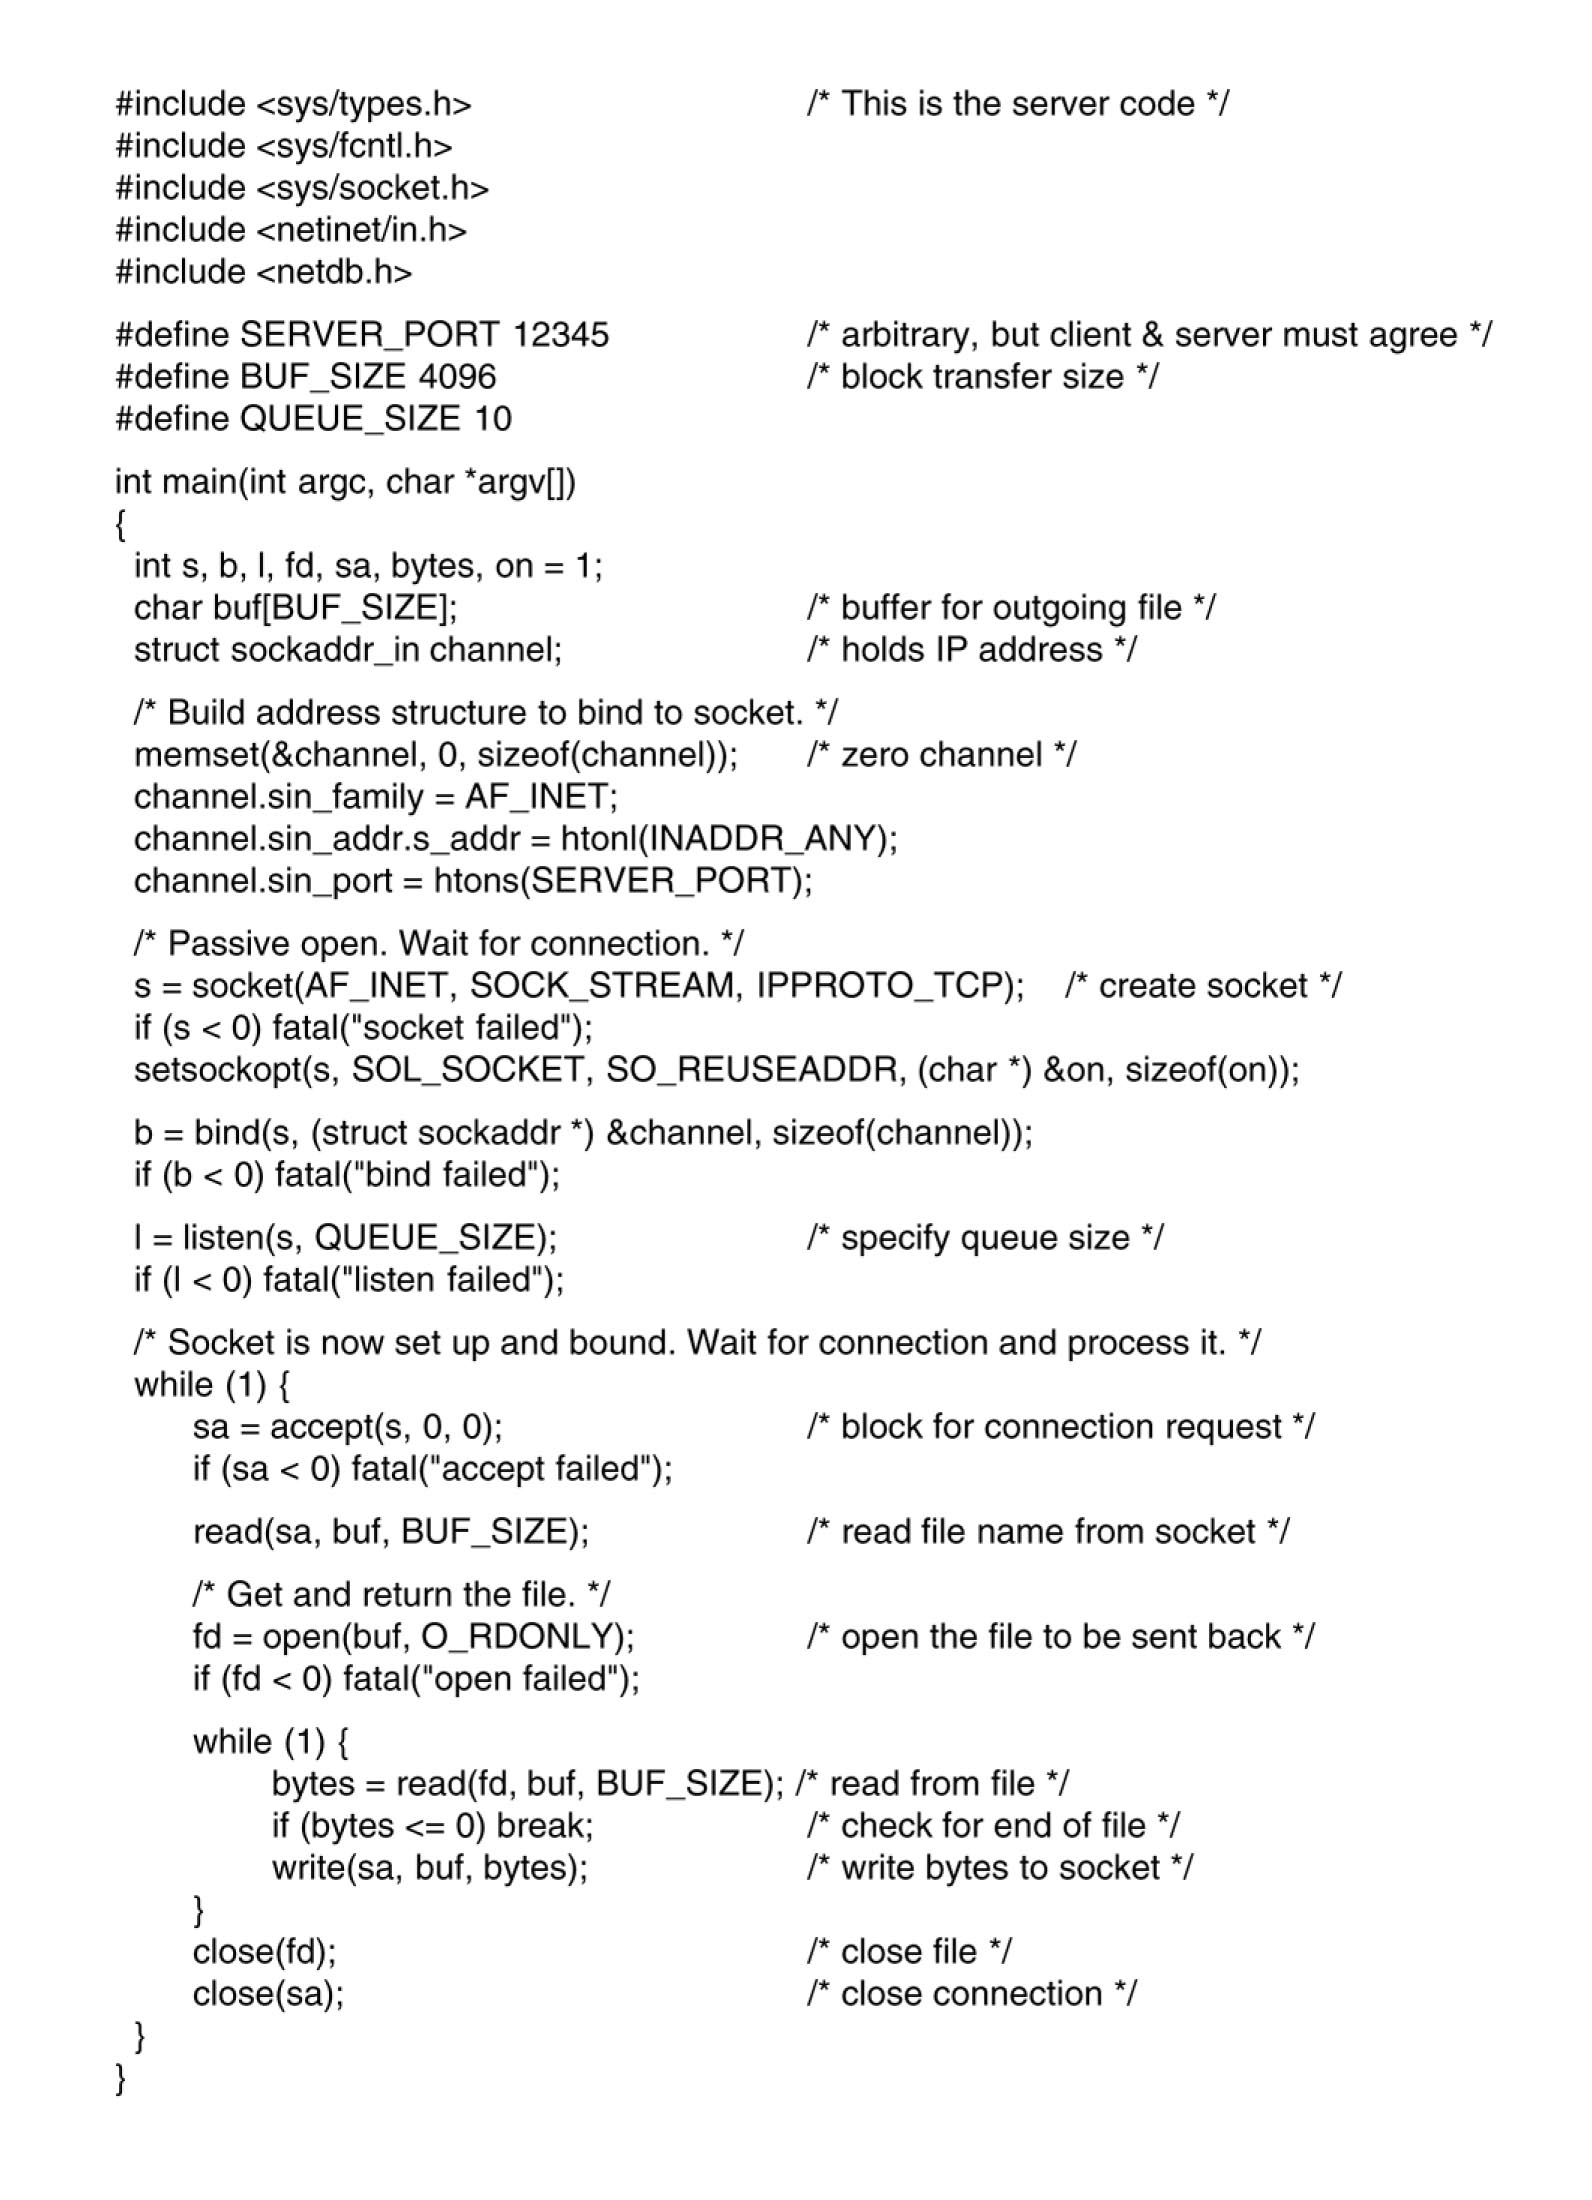 #include <sys/types.h> /* This is the server code */
#include <sys/fcntl.h>
#include <sys/socket.h>
#include <netinet/in.h>
#include <netdb.h>
#define SERVER_PORT 12345 /* arbitrary, but client & server must agree */
#define BUF_SIZE 4096 /* block transfer size */
#define QUEUE_SIZE 10
int main(int argc, char *argv[])
{
int s, b, l, fd, sa, bytes, on = 1;
char buf[BUF_SIZE]; /* buffer for outgoing file */
struct sockaddr_in channel; /* holds IP address */
/* Build address structure to bind to socket. */
memset(&channel, 0, sizeof(channel)); /* zero channel */
channel.sin_family = AF_INET;
channel.sin_addr.s_addr = htonl(INADDR_ANY);
channel.sin_port = htons(SERVER_PORT);
/* Passive open. Wait for connection. */
s = socket(AF_INET, SOCK_STREAM, IPPROTO_TCP); /* create socket */
if (s < 0) fatal("socket failed");
setsockopt(s, SOL_SOCKET, SO_REUSEADDR, (char *) &on, sizeof(on));
b = bind(s, (struct sockaddr *) &channel, sizeof(channel));
if (b < 0) fatal("bind failed");
l = listen(s, QUEUE_SIZE); /* specify queue size */
if (l < 0) fatal("listen failed");
/* Socket is now set up and bound. Wait for connection and process it. */
while (1) {
sa = accept(s, 0, 0); /* block for connection request */
if (sa < 0) fatal("accept failed");
read(sa, buf, BUF_SIZE); /* read file name from socket */
/* Get and return the file. */
fd = open(buf, O_RDONLY); /* open the file to be sent back */
if (fd < 0) fatal("open failed");
while (1) {
bytes = read(fd, buf, BUF_SIZE); /* read from file */
if (bytes <= 0) break; /* check for end of file */
write(sa, buf, bytes); /* write bytes to socket */
}
close(fd); /* close file */
close(sa); /* close connection */
}
}